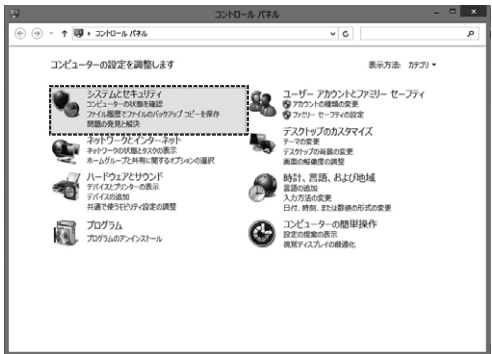 コントロール パネル
コントロール パネル
コンピューターの設定を調整します
表示方法: カテゴリ
システムとセキュリティ
コンピューターの状態を確認
ファイル履歴でファイルのバックアップ コピーを保存
問題の発見と解決
ネットワークとインターネット
ネットワークの状態とタスクの表示
ホームグループと共有に関するオプションの選択
ハードウェアとサウンド
デバイスとプリンターの表示
デバイスの追加
共通で使うモビリティ設定の調整
プログラム
プログラムのアンインストール
ユーザー アカウントとファミリー セーフティ
アカウントの種類の変更
ファミリー セーフティの設定
デスクトップのカスタマイズ
テーマの変更
デスクトップの背景の変更
画面の解像度の調整
時計、言語、および地域
言語の追加
入力方法の変更
日付、時刻、または数値の形式の変更
コンピューターの簡単操作
設定の提案の表示
視覚ディスプレイの最適化